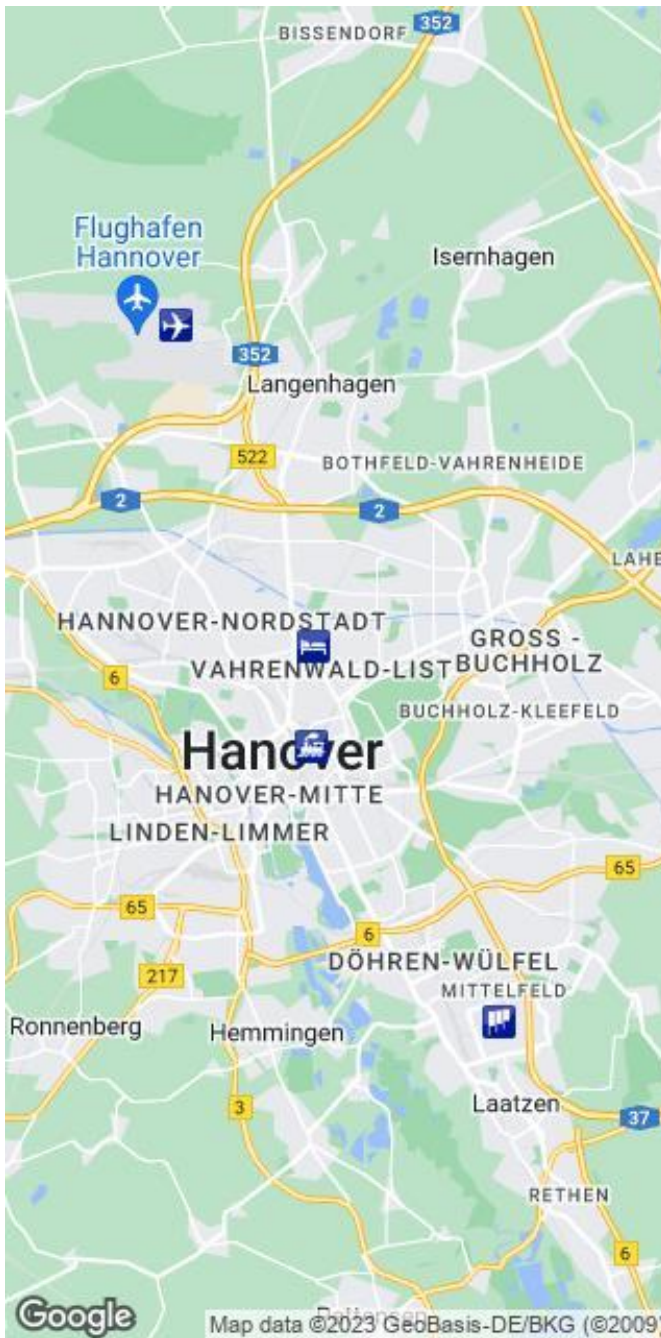 352
BISSENDORF
Flughafen
Hannover
Isernhagen
352
Langenhagen
522
BOTHFELD-VAHRENHEIDE
2
2
LAHE
HANNOVER-NORDSTADT
GROSS -
BUCHHOLZ
VAHRENWALD-LIST
6
BUCHHOLZ-KLEEFELD
Hanover
HANOVER-MITTE
LINDEN-LIMMER
65
65
6
DÖHREN-WÜLFEL
217
MITTELFELD
Ronnenberg
Hemmingen
3
Laatzen
37
RETHEN
6
Google
Map data ©2023 GeoBasis-DE/BKG (©2009